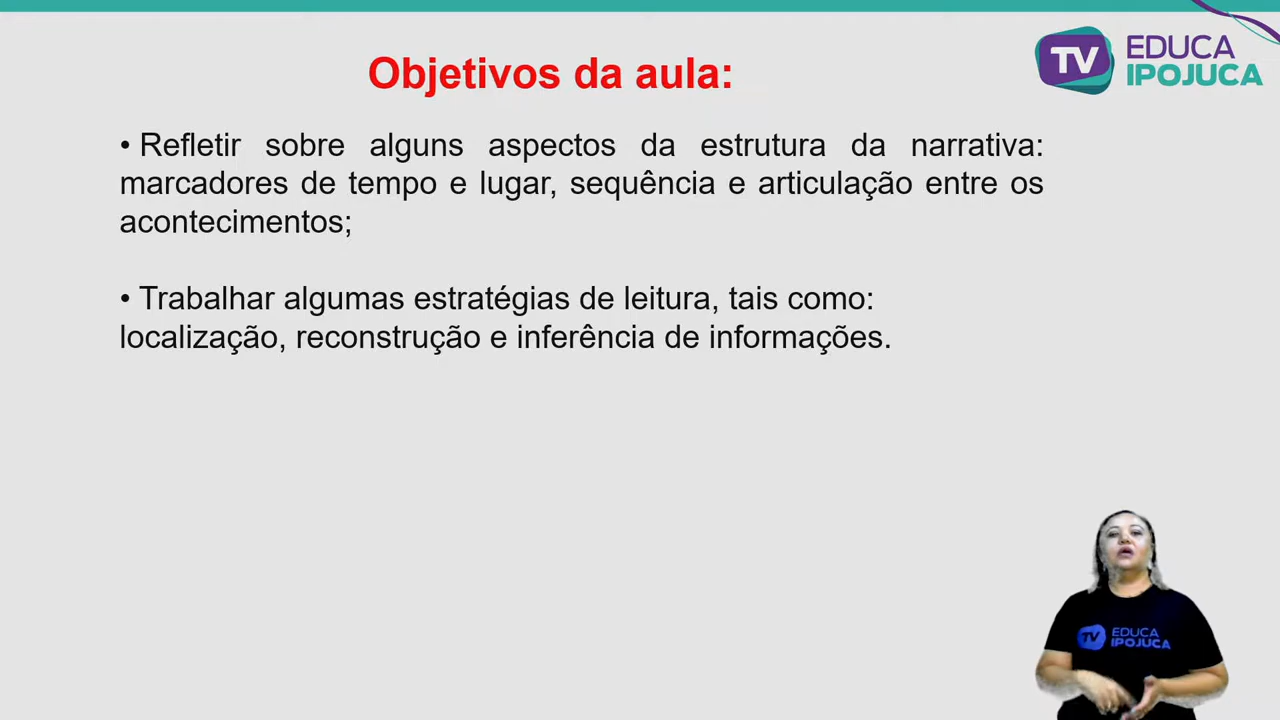 Objetivos da aula:
TV EDUCA
IPOJUCA
• Refletir sobre alguns aspectos da estrutura da narrativa:
marcadores de tempo e lugar, sequência e articulação entre os
acontecimentos;
• Trabalhar algumas estratégias de leitura, tais como:
localização, reconstrução e inferência de informações.
TV EDUCA
IPOJUCA